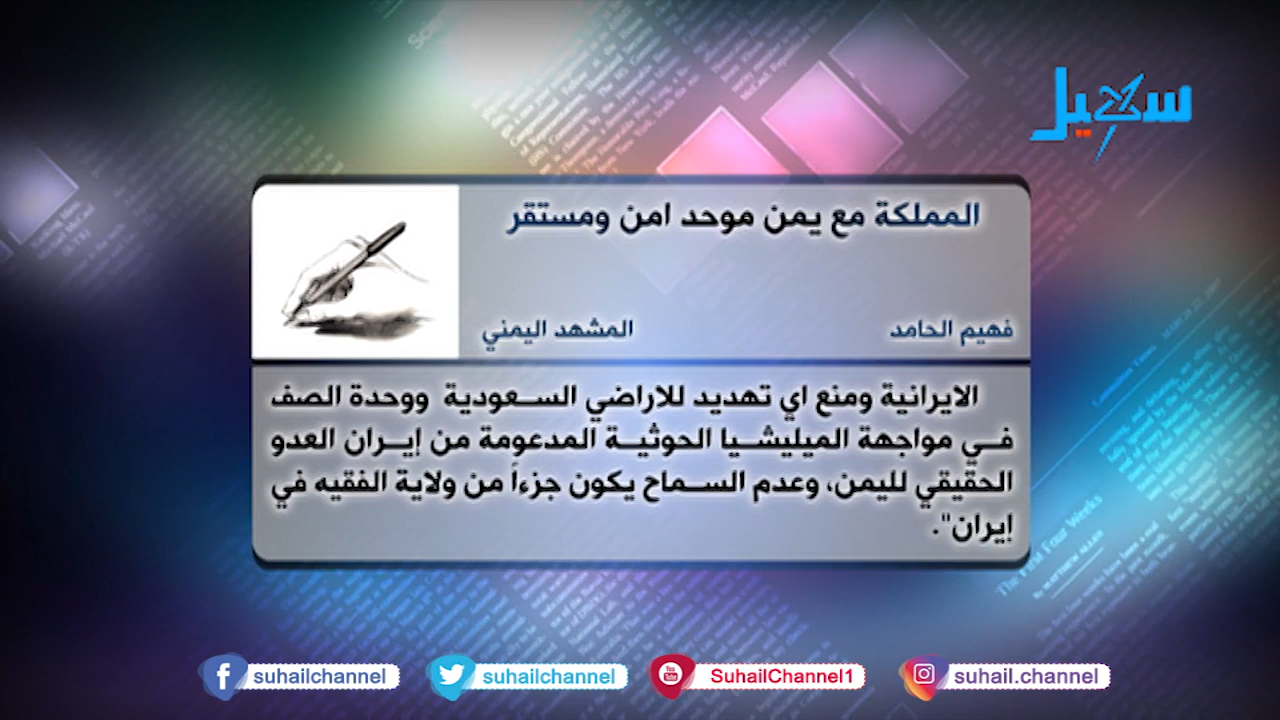 سهيل
المملكة مع يمن موحد امن ومستقر
فهيم الحامد
المشهد اليمني
الايرانية ومنع اي تهديد للاراضي السعودية ووحدة الصف
في مواجهة الميليشيا الحوثية المدعومة من إيران العدو
الحقيقي لليمن، وعدم السماح يكون جزءاً من ولاية الفقيه في
إيران".
suhailchannel
suhailchannel
SuhailChannel1
suhail.channel